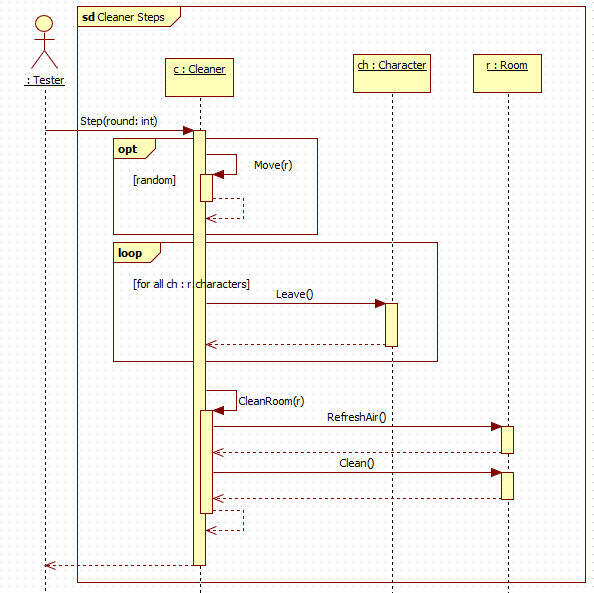 sd Cleaner Steps
: Tester
c : Cleaner
ch : Character
r : Room
Step(round: int)
opt
Move(r)
[random]
loop
[for all ch : r.characters]
Leave()
CleanRoom(r)
RefreshAir()
Clean()